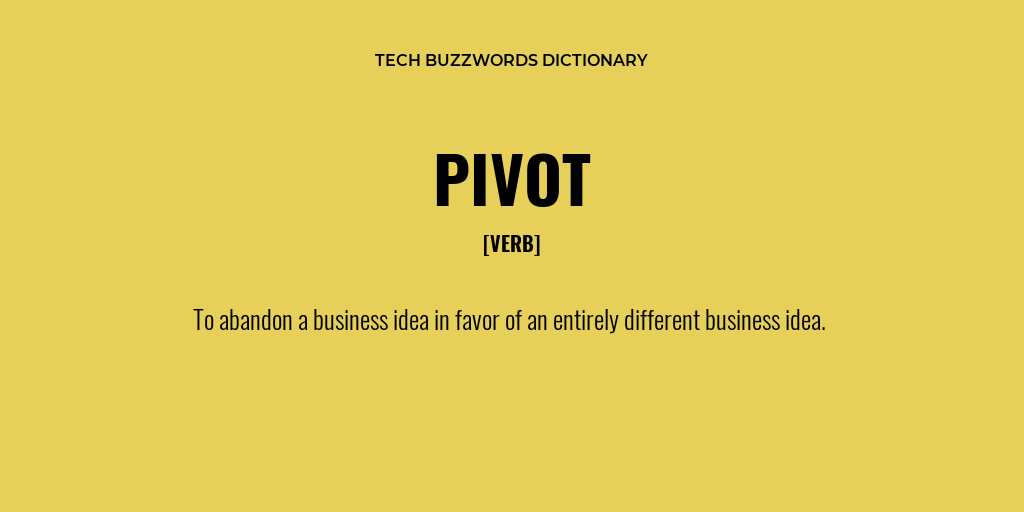 TECH BUZZWORDS DICTIONARY
PIVOT
[VERB]
To abandon a business idea in favor of an entirely different business idea.